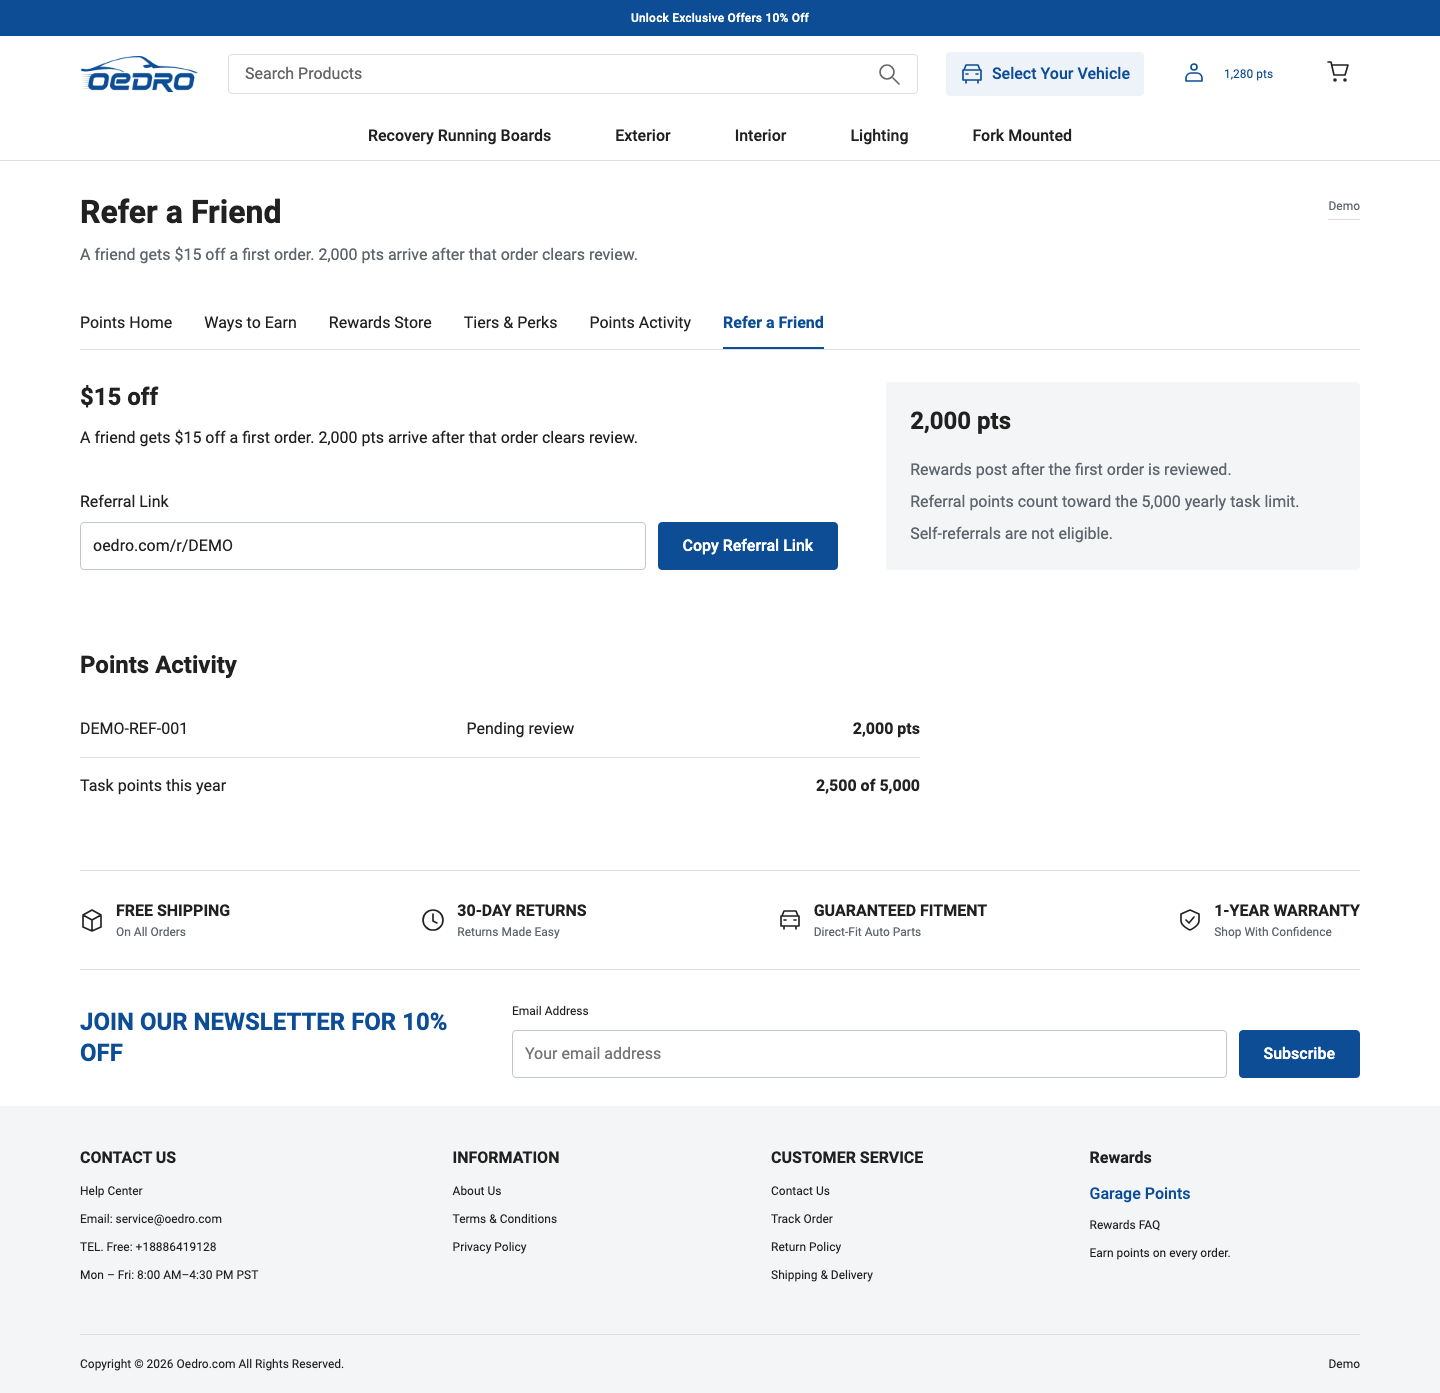 Unlock Exclusive Offers 10% Off
OEDRO
Search Products
Select Your Vehicle
1,280 pts
Recovery Running Boards
Exterior
Interior
Lighting
Fork Mounted
Refer a Friend
Demo
A friend gets $15 off a first order. 2,000 pts arrive after that order clears review.
Points Home
Ways to Earn
Rewards Store
Tiers & Perks
Points Activity
Refer a Friend
$15 off
A friend gets $15 off a first order. 2,000 pts arrive after that order clears review.
Referral Link
oedro.com/r/DEMO
Copy Referral Link
2,000 pts
Rewards post after the first order is reviewed.
Referral points count toward the 5,000 yearly task limit.
Self-referrals are not eligible.
Points Activity
DEMO-REF-001
Pending review
2,000 pts
Task points this year
2,500 of 5,000
FREE SHIPPING
On All Orders
30-DAY RETURNS
Returns Made Easy
GUARANTEED FITMENT
Direct-Fit Auto Parts
1-YEAR WARRANTY
Shop With Confidence
JOIN OUR NEWSLETTER FOR 10%
OFF
Email Address
Your email address
Subscribe
CONTACT US
Help Center
Email: service@oedro.com
TEL. Free: +18886419128
Mon – Fri: 8:00 AM–4:30 PM PST
INFORMATION
About Us
Terms & Conditions
Privacy Policy
CUSTOMER SERVICE
Contact Us
Track Order
Return Policy
Shipping & Delivery
Rewards
Garage Points
Rewards FAQ
Earn points on every order.
Copyright © 2026 Oedro.com All Rights Reserved.
Demo